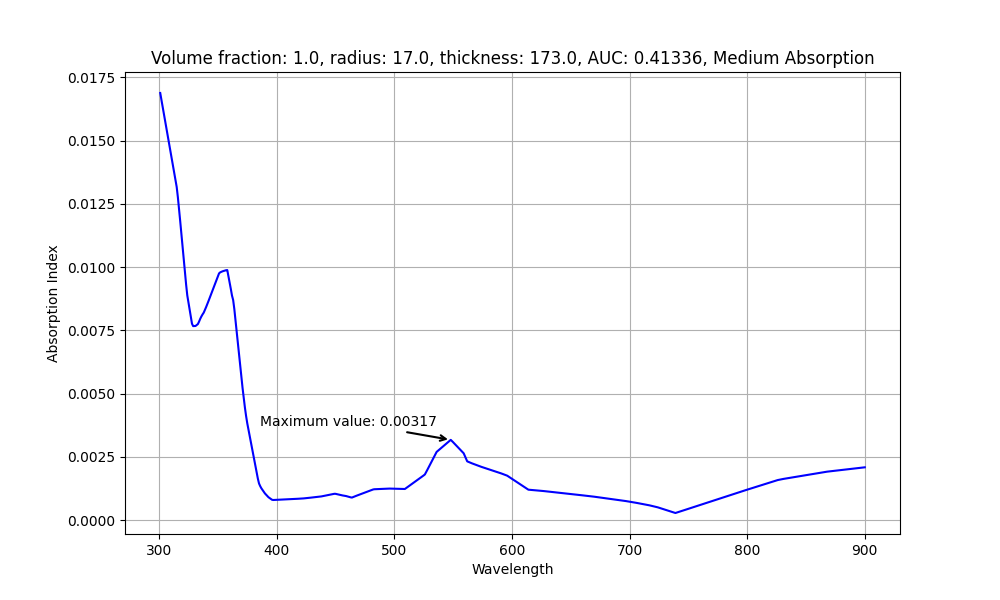 Volume fraction: 1.0, radius: 17.0, thickness: 173.0, AUC: 0.41336, Medium Absorption
0.0175
0.0150
0.0125
0.0100
0.0075
0.0050
0.0025
0.0000
Absorption Index
Maximum value: 0.00317
300 400 500 600 700 800 900
Wavelength